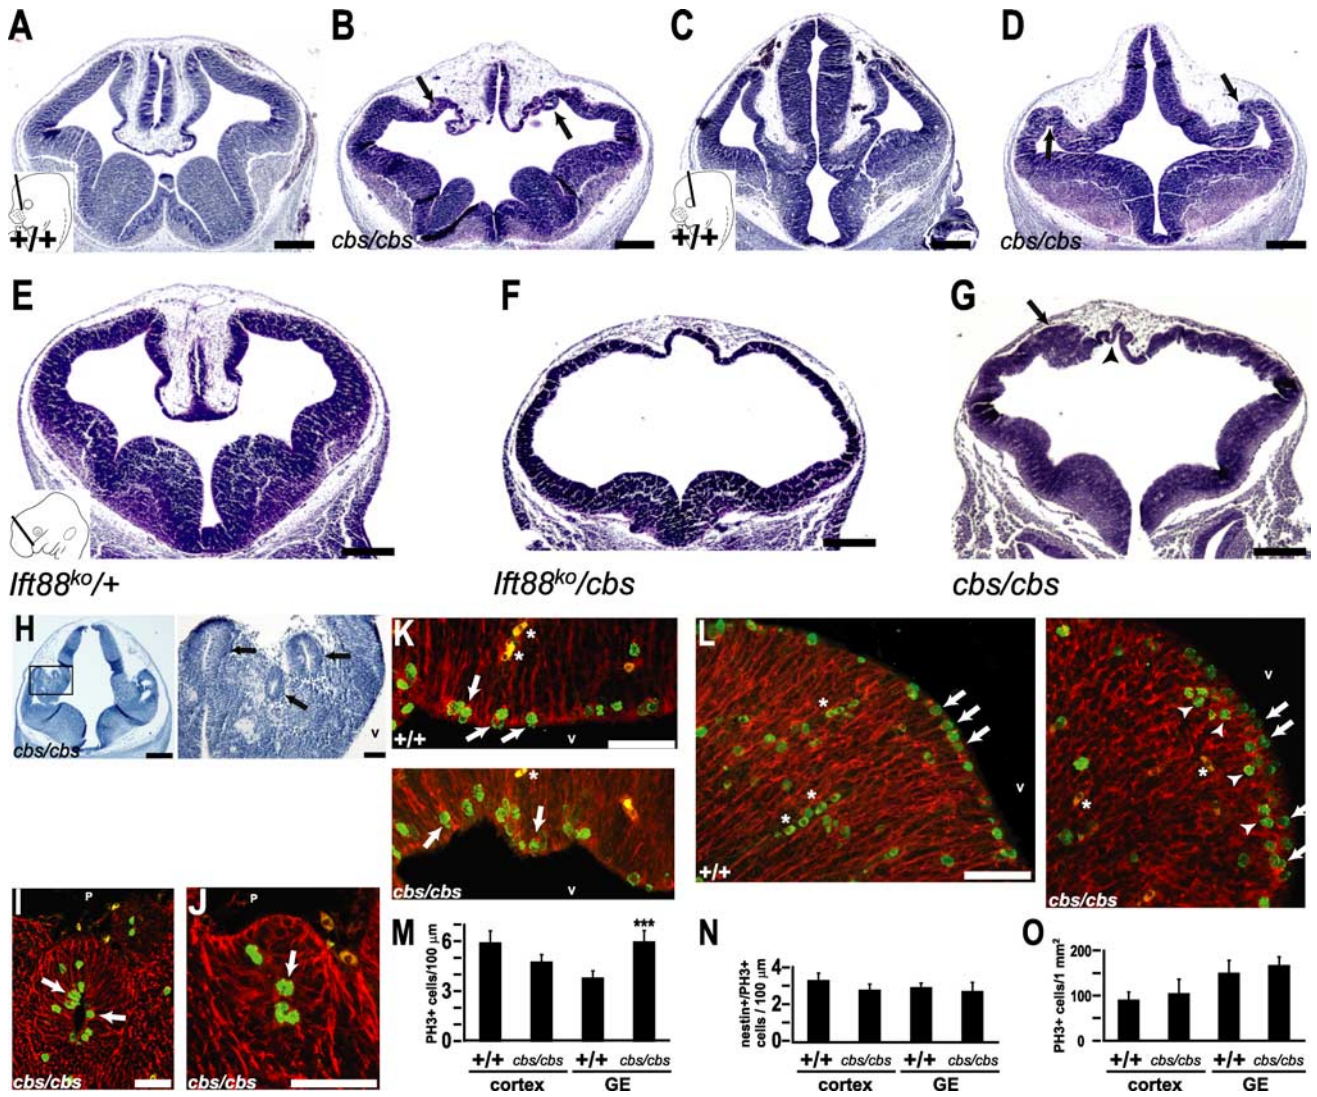 A B C D
+/+ cbs/cbs +/+ cbs/cbs
E F G
Ift88ko/+ Ift88ko/cbs cbs/cbs
H
cbs/cbs
v
K
*
*
+/+
v
*
cbs/cbs
v
L
*
*
v
+/+
v
*
*
cbs/cbs
I
P
cbs/cbs
J
P
cbs/cbs
M
PH3+ cells/100 µm
6
3
0
***
+/+ cbs/cbs +/+ cbs/cbs
cortex GE
N
nestin+/PH3+
cells / 100 µm
4
2
0
+/+ cbs/cbs +/+ cbs/cbs
cortex GE
O
PH3+ cells/1 mm²
200
100
0
+/+ cbs/cbs +/+ cbs/cbs
cortex GE